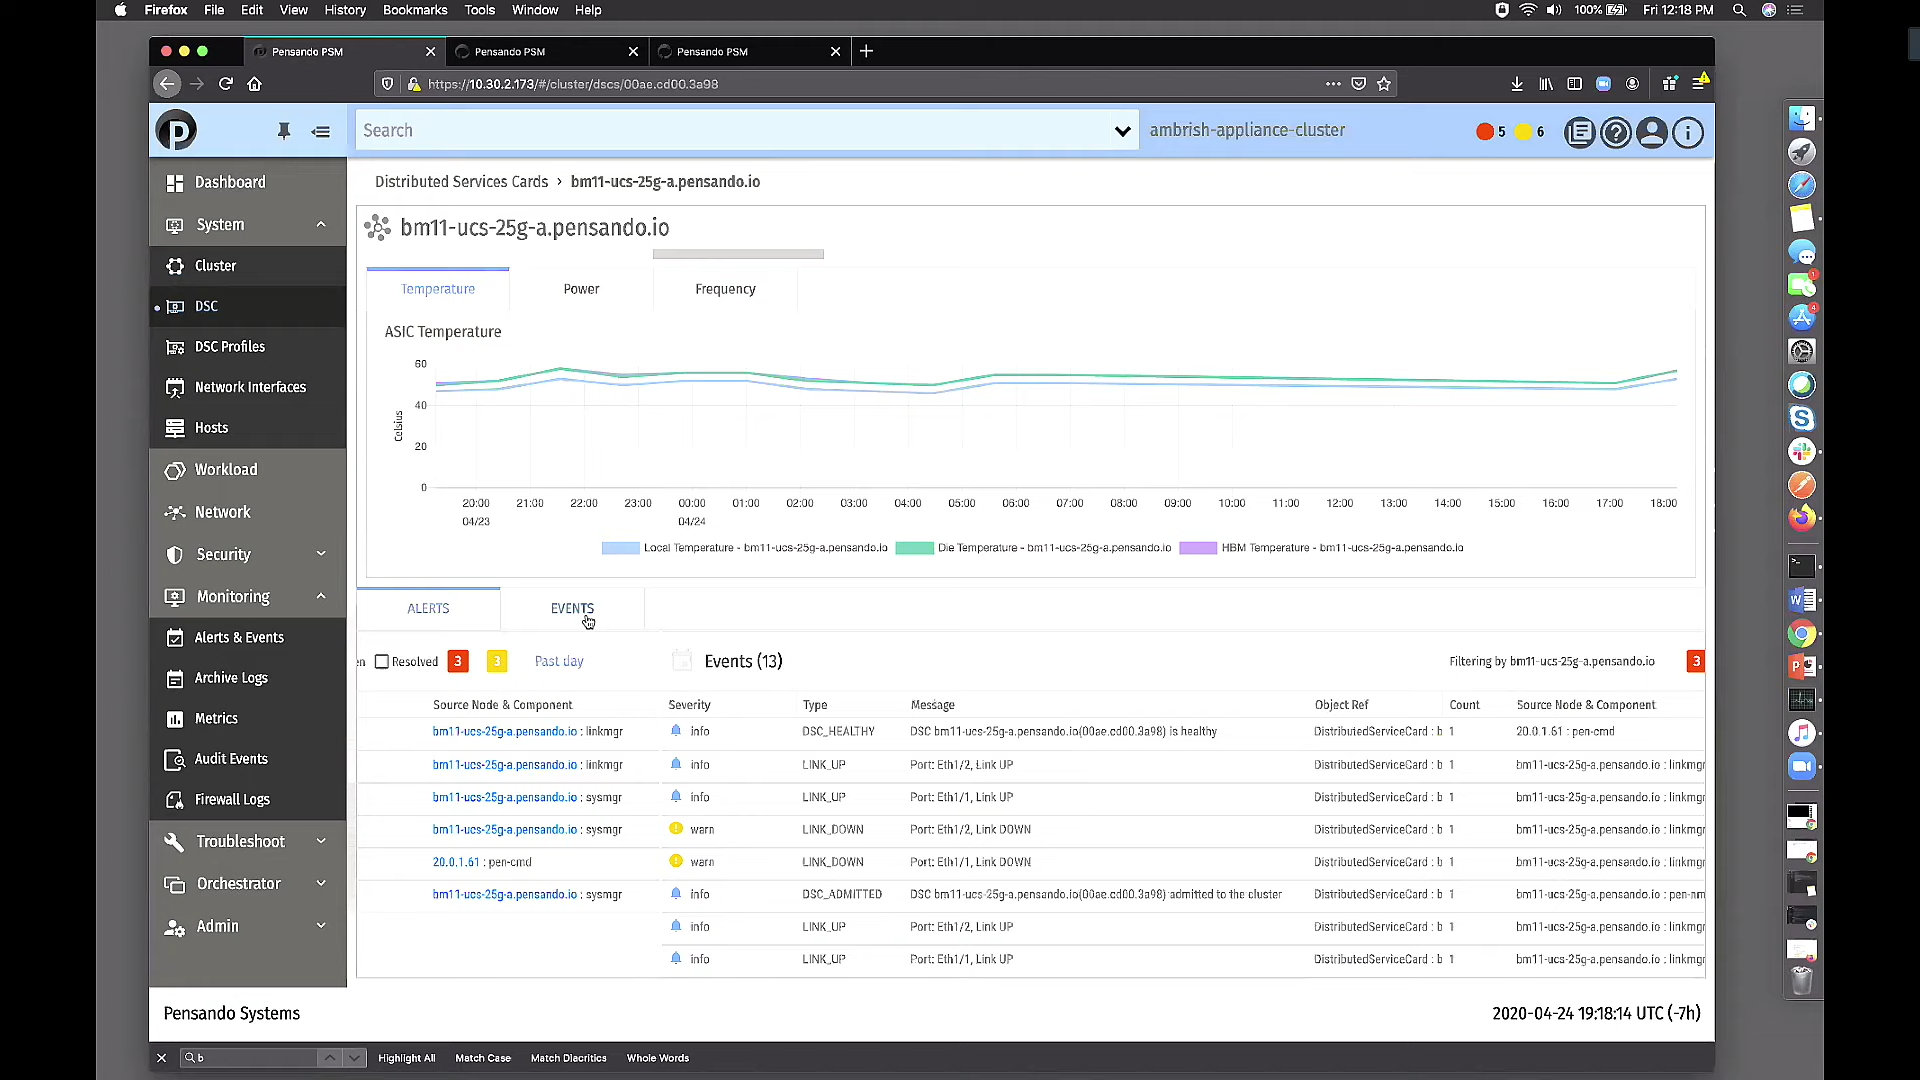 Firefox File Edit View History Bookmarks Tools Window Help 100% Fri 12:18 PM
Pensando PSM Pensando PSM Pensando PSM
https://10.30.2.173/#/cluster/dscs/00ae.cd00.3a98
Search ambrish-appliance-cluster 5 6
Distributed Services Cards › bm11-ucs-25g-a.pensando.io
bm11-ucs-25g-a.pensando.io
Dashboard
System
Cluster
DSC
DSC Profiles
Network Interfaces
Hosts
Workload
Network
Security
Monitoring
Alerts & Events
Archive Logs
Metrics
Audit Events
Firewall Logs
Troubleshoot
Orchestrator
Admin
Temperature Power Frequency
ASIC Temperature
Celsius
60
40
20
0
20:00 21:00 22:00 23:00 00:00 01:00 02:00 03:00 04:00 05:00 06:00 07:00 08:00 09:00 10:00 11:00 12:00 13:00 14:00 15:00 16:00 17:00 18:00
04/23 04/24
Local Temperature - bm11-ucs-25g-a.pensando.io Die Temperature - bm11-ucs-25g-a.pensando.io HBM Temperature - bm11-ucs-25g-a.pensando.io
ALERTS EVENTS
en Resolved 3 3 Past day Events (13) Filtering by bm11-ucs-25g-a.pensando.io 3
Source Node & Component Severity Type Message Object Ref Count Source Node & Component
bm11-ucs-25g-a.pensando.io : linkmgr info DSC_HEALTHY DSC bm11-ucs-25g-a.pensando.io(00ae.cd00.3a98) is healthy DistributedServiceCard : b 1 20.0.1.61 : pen-cmd
bm11-ucs-25g-a.pensando.io : linkmgr info LINK_UP Port: Eth1/2, Link UP DistributedServiceCard : b 1 bm11-ucs-25g-a.pensando.io : linkmgr
bm11-ucs-25g-a.pensando.io : sysmgr info LINK_UP Port: Eth1/1, Link UP DistributedServiceCard : b 1 bm11-ucs-25g-a.pensando.io : linkmgr
bm11-ucs-25g-a.pensando.io : sysmgr warn LINK_DOWN Port: Eth1/2, Link DOWN DistributedServiceCard : b 1 bm11-ucs-25g-a.pensando.io : linkmgr
20.0.1.61 : pen-cmd warn LINK_DOWN Port: Eth1/1, Link DOWN DistributedServiceCard : b 1 bm11-ucs-25g-a.pensando.io : linkmgr
bm11-ucs-25g-a.pensando.io : sysmgr info DSC_ADMITTED DSC bm11-ucs-25g-a.pensando.io(00ae.cd00.3a98) admitted to the cluster DistributedServiceCard : b 1 bm11-ucs-25g-a.pensando.io : pen-nm
info LINK_UP Port: Eth1/2, Link UP DistributedServiceCard : b 1 bm11-ucs-25g-a.pensando.io : linkmgr
info LINK_UP Port: Eth1/1, Link UP DistributedServiceCard : b 1 bm11-ucs-25g-a.pensando.io : linkmgr
Pensando Systems 2020-04-24 19:18:14 UTC (-7h)
b Highlight All Match Case Match Diacritics Whole Words